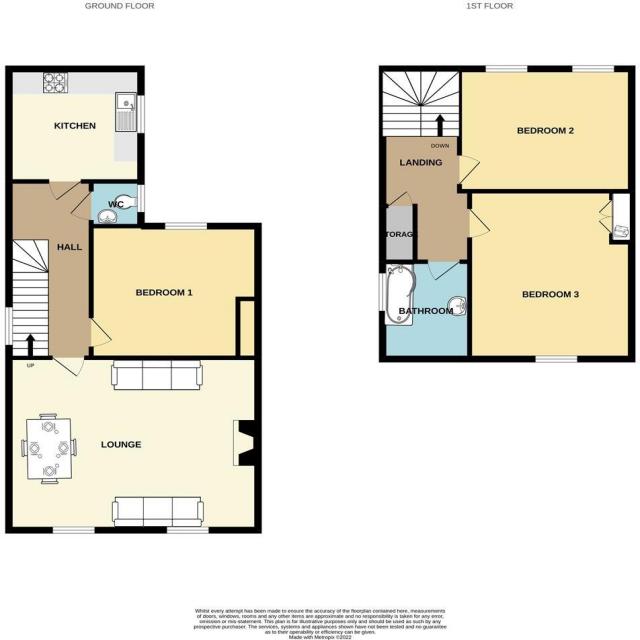 GROUND FLOOR
1ST FLOOR
KITCHEN
WC
HALL
BEDROOM 1
UP
LOUNGE
BEDROOM 2
DOWN
LANDING
TORAG
BEDROOM 3
BATHROOM
Whilst every attempt has been made to ensure the accuracy of the floorplan contained here, measurements
of doors, windows, rooms and any other items are approximate and no responsibility is taken for any error,
omission or mis-statement. This plan is for illustrative purposes only and should be used as such by any
prospective purchaser. The services, systems and appliances shown have not been tested and no guarantee
as to their operability or efficiency can be given.
Made with Metropix ©2022